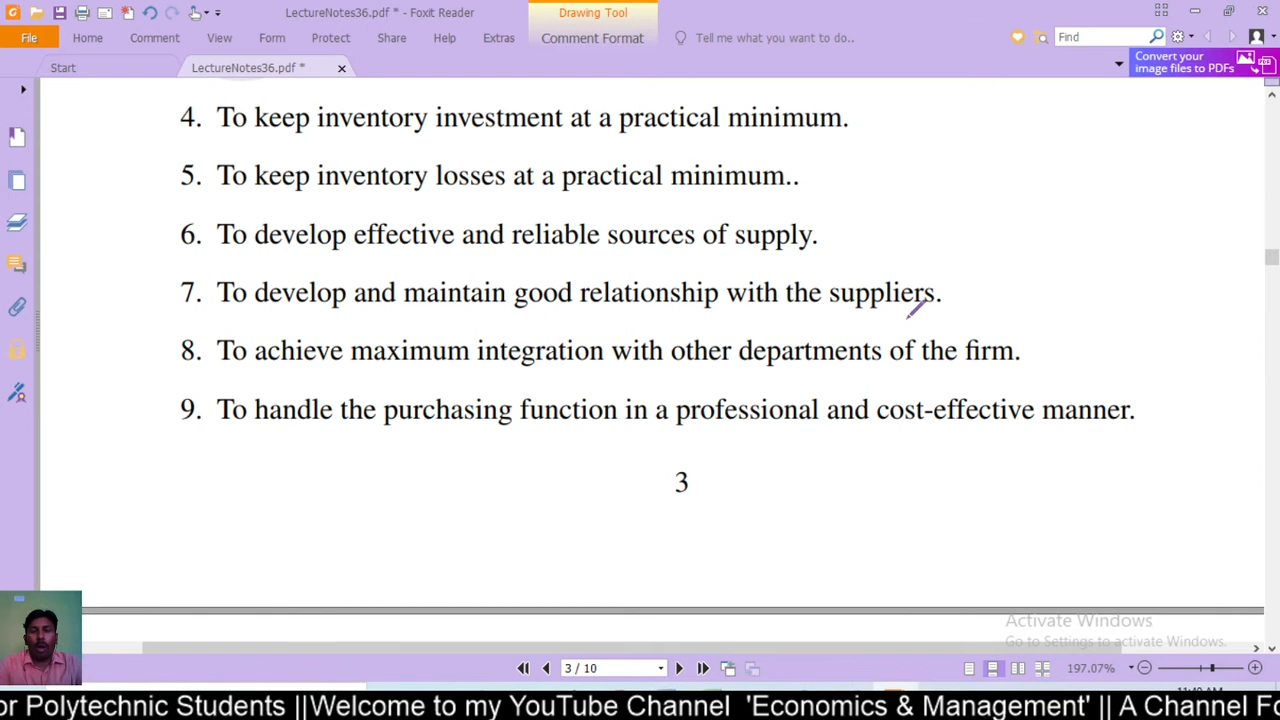 LectureNotes36.pdf * - Foxit Reader
Drawing Tool
File Home Comment View Form Protect Share Help Extras Comment Format Tell me what you want to do.. Find
Start LectureNotes36.pdf *
Convert your
image files to PDFs
4. To keep inventory investment at a practical minimum.
5. To keep inventory losses at a practical minimum..
6. To develop effective and reliable sources of supply.
7. To develop and maintain good relationship with the suppliers.
8. To achieve maximum integration with other departments of the firm.
9. To handle the purchasing function in a professional and cost-effective manner.
3
Activate Windows
Go to Settings to activate Windows.
3 / 10 197.07%
or Polytechnic Students ||Welcome to my YouTube Channel 'Economics & Management' || A Channel Fo